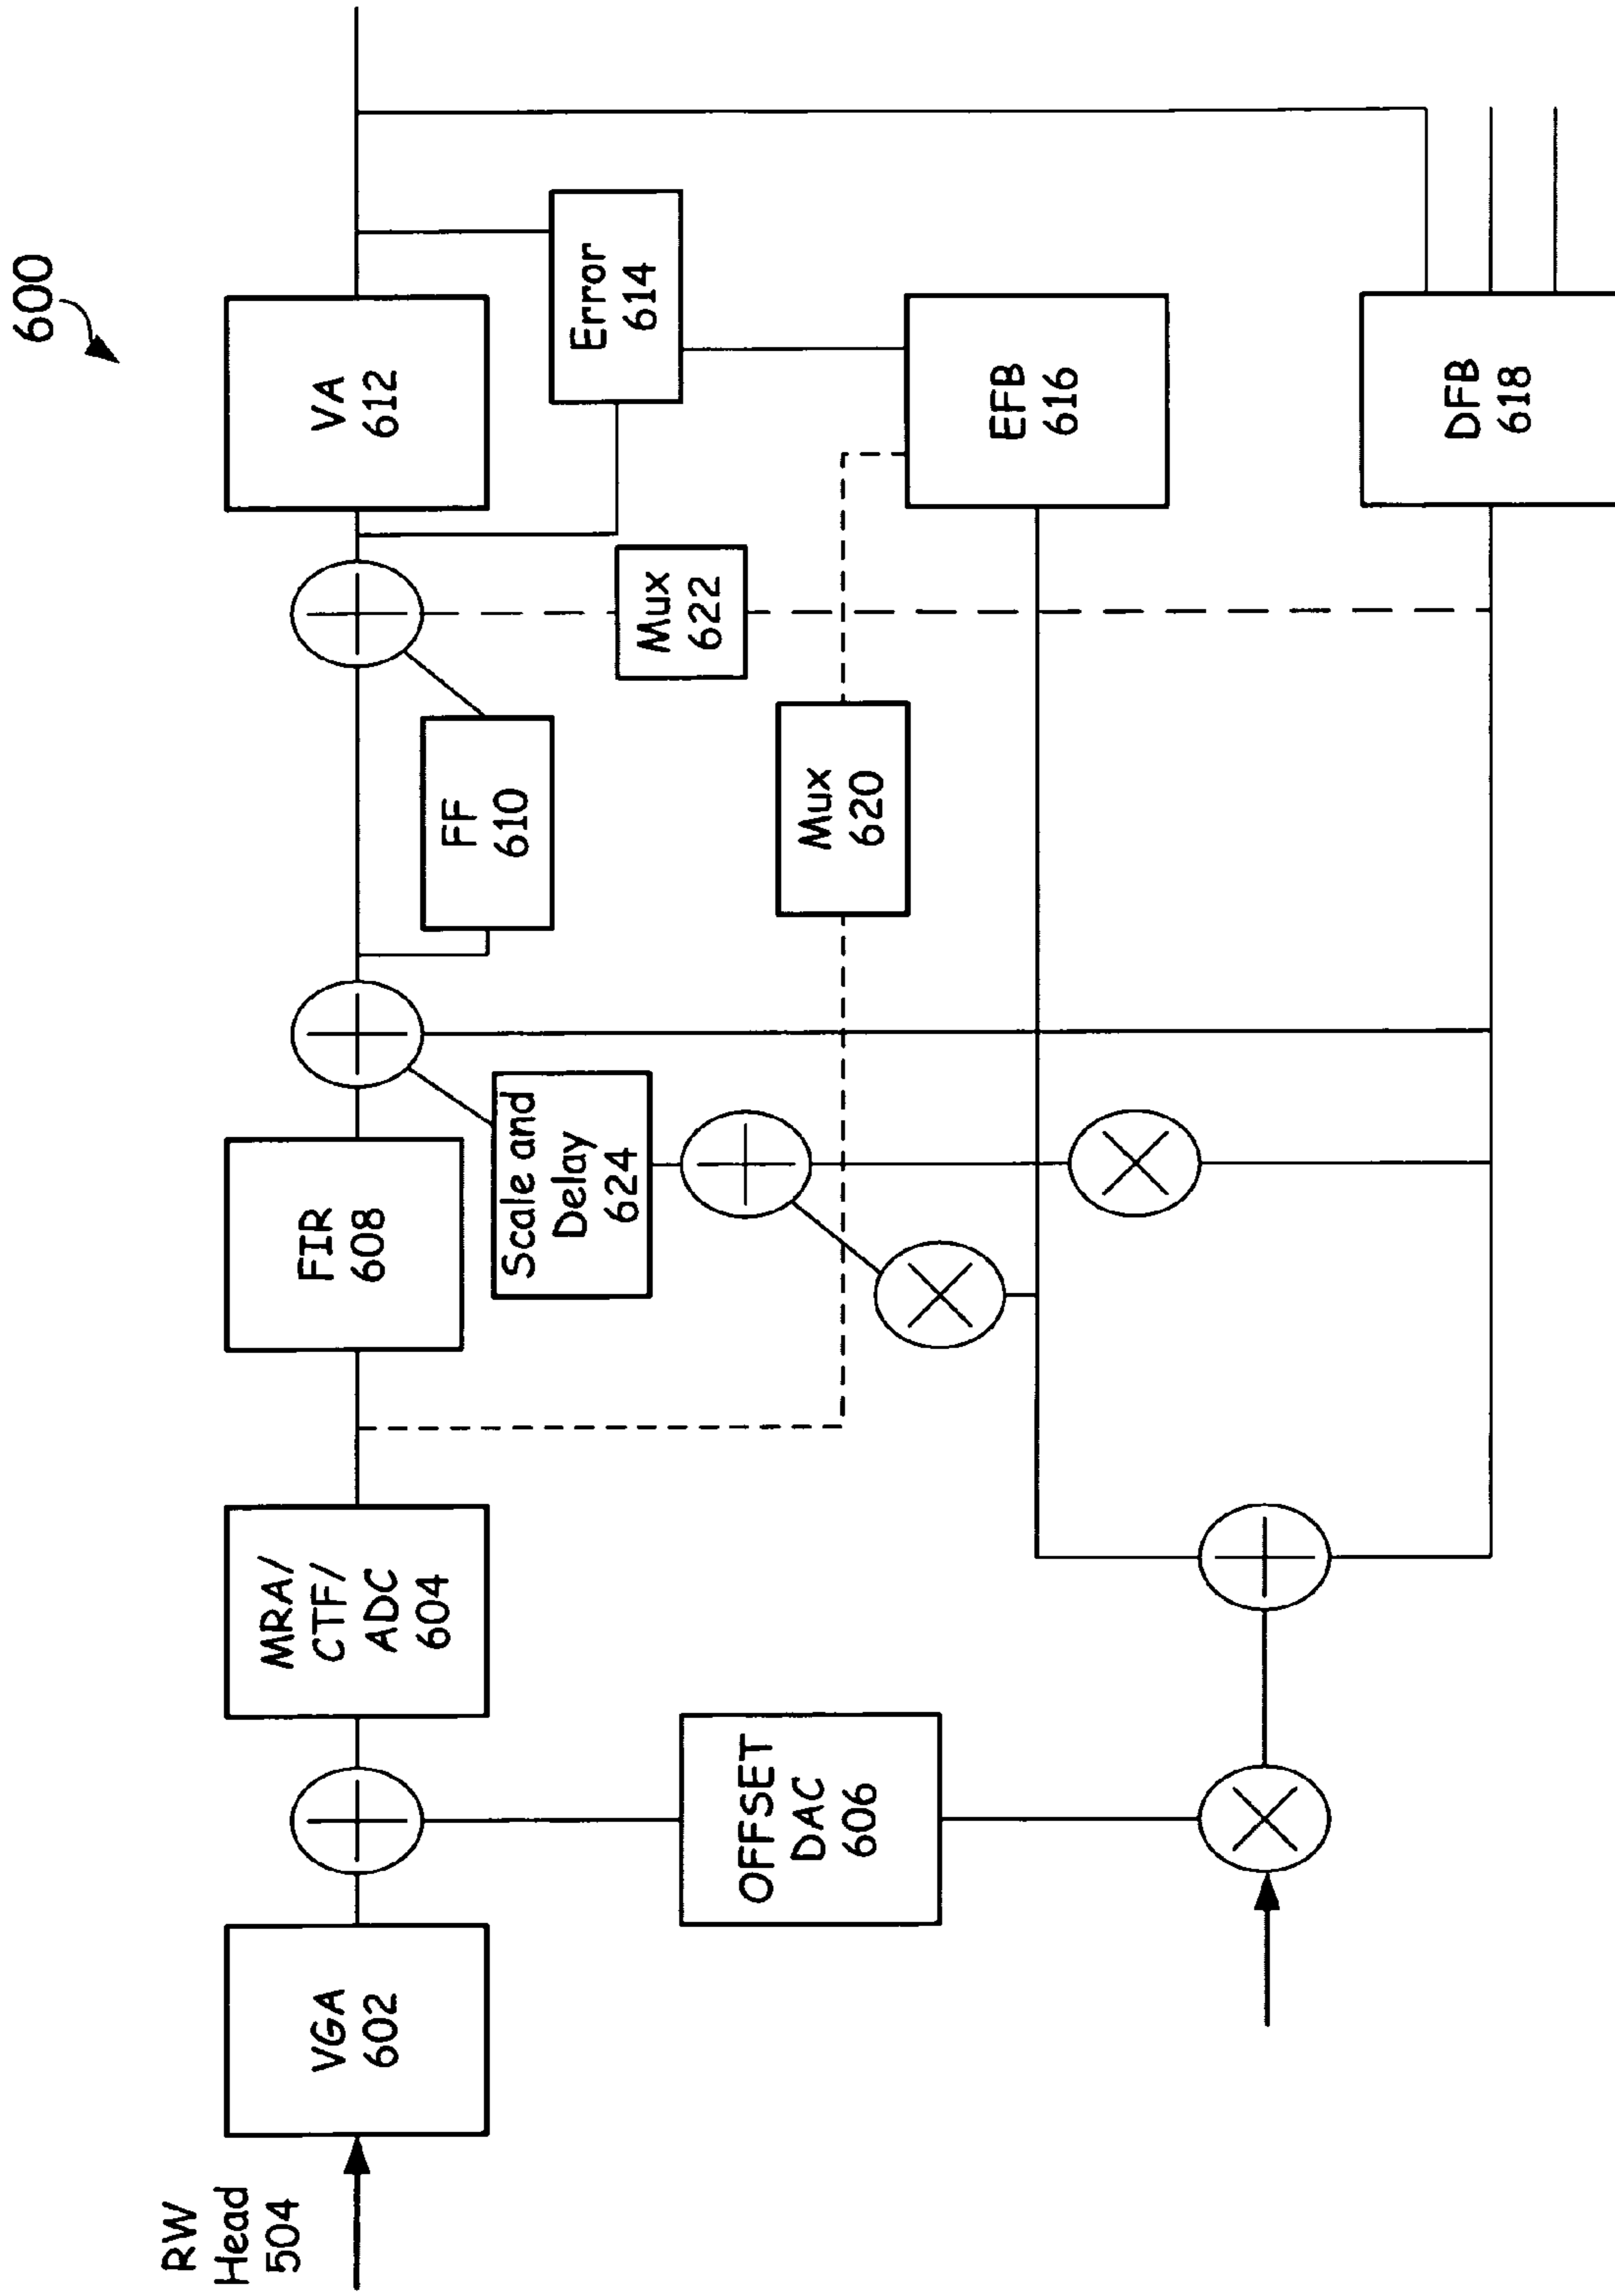 600
RW
Head
504
VGA
602
MRA/
CTF/
ADC
604
FIR
608
VA
612
FF
610
Error
614
Scale and
Delay
624
Mux
622
OFFSET
DAC
606
Mux
620
EFB
616
DFB
618